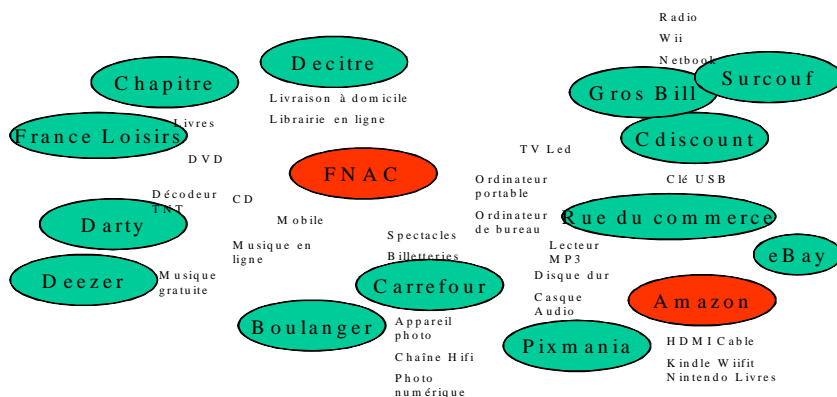 Radio
Wii
Netbook
Decitre
Surcouf
Chapitre
Gros Bill
Livraison à domicile
Librairie en ligne
Livres
France Loisirs
Cdiscount
TV Led
DVD
FNAC
Ordinateur
portable
Clé USB
Décodeur
TNT
CD
Mobile
Ordinateur
de bureau
Rue du commerce
Darty
Spectacles
Billetteries
Musique en
ligne
Lecteur
MP3
eBay
Deezer
Musique
gratuite
Carrefour
Disque dur
Casque
Audio
Amazon
Boulanger
Appareil
photo
Chaîne Hifi
Photo
numérique
Pixmania
HDMI Cable
Kindle Wiifit
Nintendo Livres